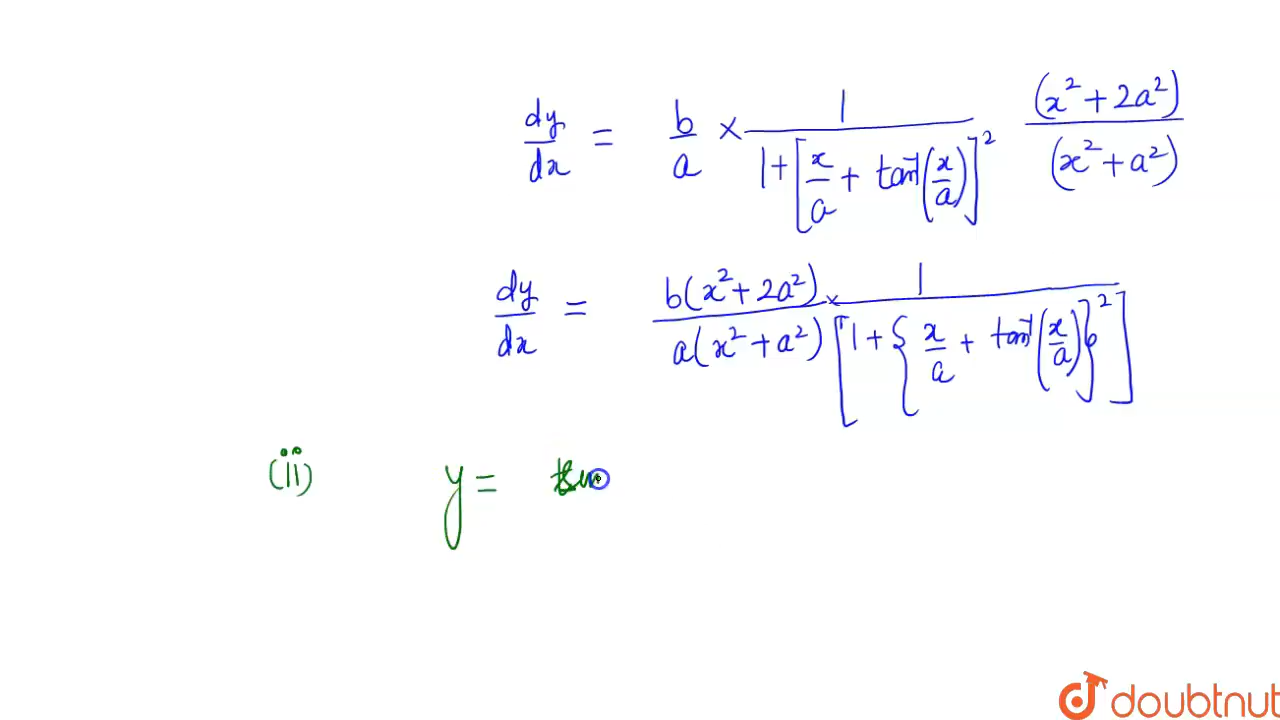 dy/dx = b/a × 1/(1+[x/a + tan⁻¹(x/a)]²) (x²+2a²)/(x²+a²)
dy/dx = b(x²+2a²)/a(x²+a²) × 1/[1+{x/a + tan⁻¹(x/a)}²]
(ii) y =
doubtnut